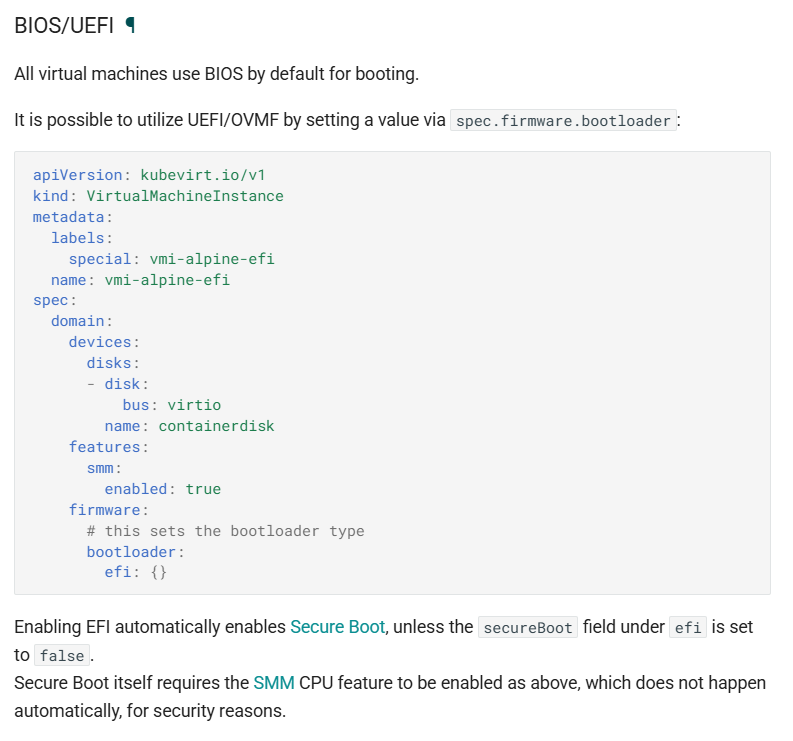 BIOS/UEFI ¶
All virtual machines use BIOS by default for booting.
It is possible to utilize UEFI/OVMF by setting a value via spec.firmware.bootloader:
apiVersion: kubevirt.io/v1
kind: VirtualMachineInstance
metadata:
  labels:
    special: vmi-alpine-efi
  name: vmi-alpine-efi
spec:
  domain:
    devices:
      disks:
      - disk:
          bus: virtio
        name: containerdisk
    features:
      smm:
        enabled: true
    firmware:
      # this sets the bootloader type
      bootloader:
        efi: {}
Enabling EFI automatically enables Secure Boot, unless the secureBoot field under efi is set
to false.
Secure Boot itself requires the SMM CPU feature to be enabled as above, which does not happen
automatically, for security reasons.